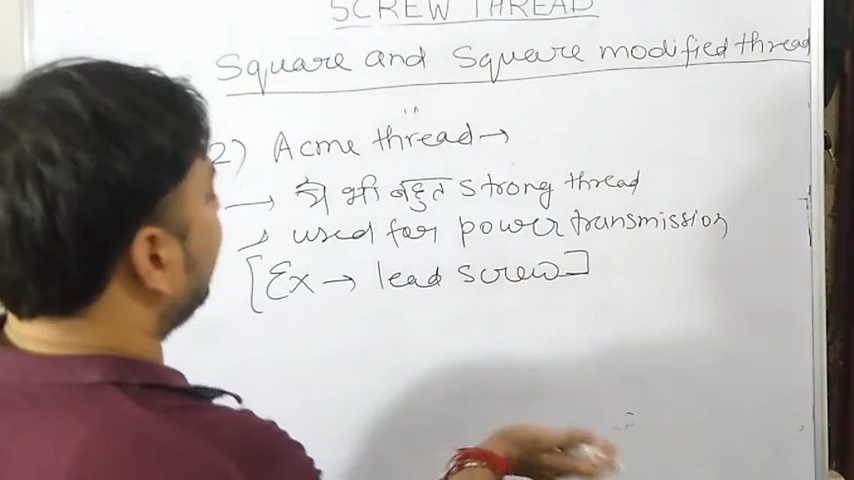 SCREW THREAD
Square and Square modified thread
2) Acme thread →
→ ये भी बहुत strong thread
→ used for power transmission
[Ex → lead screw]